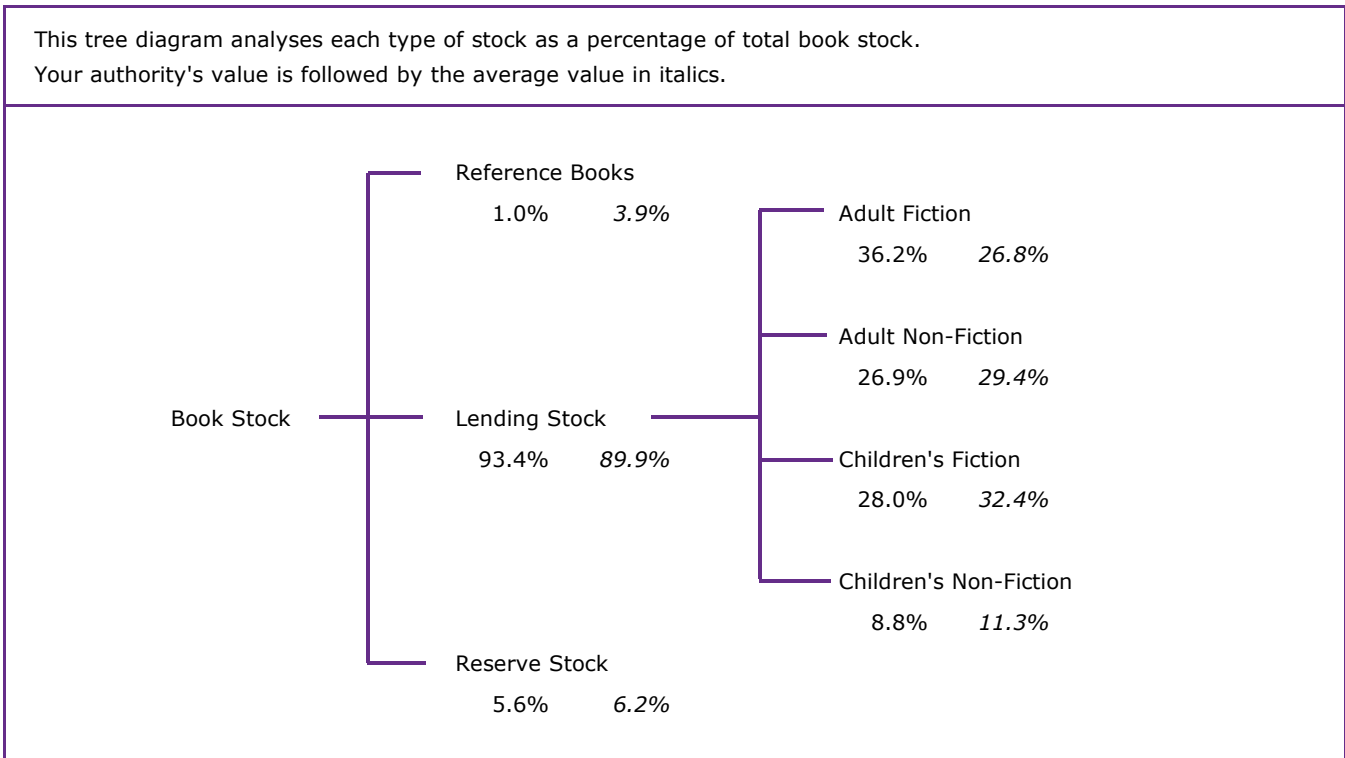 This tree diagram analyses each type of stock as a percentage of total book stock.
Your authority's value is followed by the average value in italics.
Reference Books
1.0% 3.9%
Adult Fiction
36.2% 26.8%
Adult Non-Fiction
26.9% 29.4%
Book Stock
Lending Stock
93.4% 89.9%
Children's Fiction
28.0% 32.4%
Children's Non-Fiction
8.8% 11.3%
Reserve Stock
5.6% 6.2%